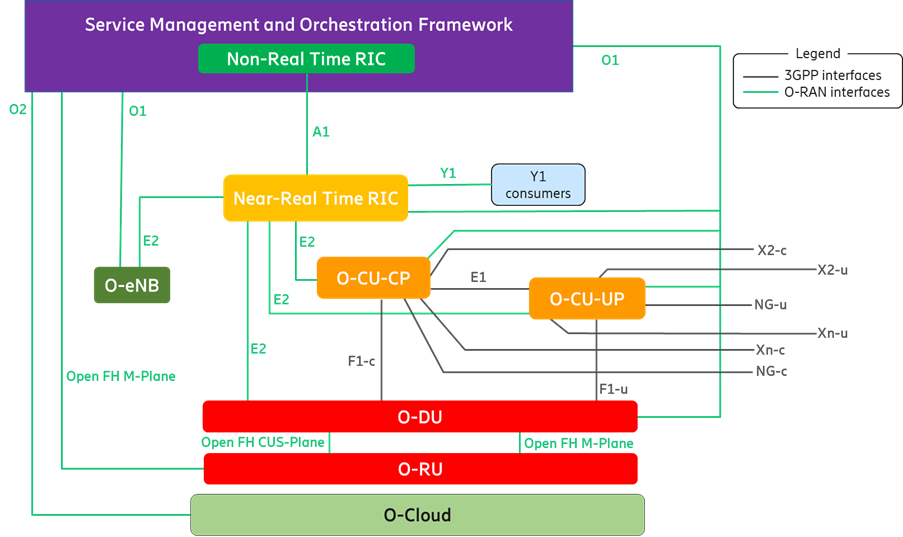 Service Management and Orchestration Framework
Non-Real Time RIC
O1
Legend
3GPP interfaces
O-RAN interfaces
O2
O1
A1
Near-Real Time RIC
Y1
Y1
consumers
E2
E2
O-eNB
O-CU-CP
E1
O-CU-UP
X2-c
X2-u
NG-u
Xn-u
Xn-c
NG-c
E2
E2
F1-c
F1-u
Open FH M-Plane
O-DU
Open FH CUS-Plane
Open FH M-Plane
O-RU
O-Cloud